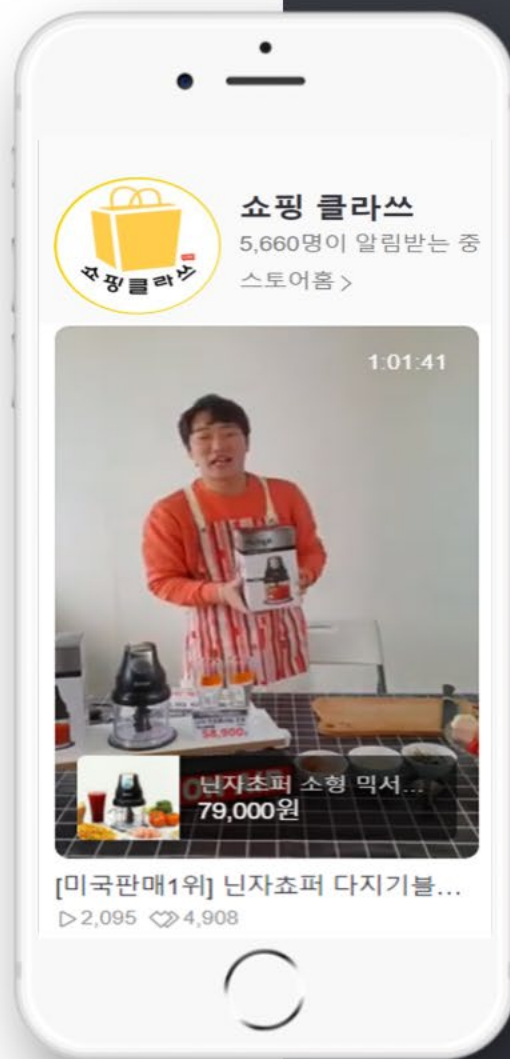 쇼핑 클라쓰
5,660명이 알림받는 중
쇼핑클라쓰
스토어홈 >
1:01:41
58,900
닌자쵸퍼 소형 믹서...
79,000원
[미국판매1위] 닌자쵸퍼 다지기블...
2,095 4,908